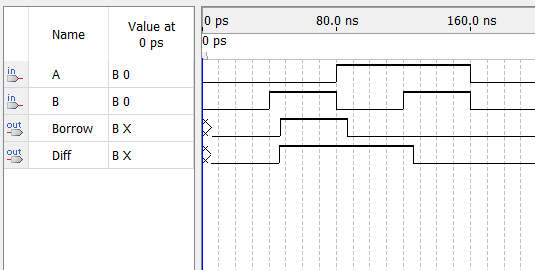 Name
Value at
0 ps
0 ps
80.0 ns
160.0 ns
0 ps
in
A
B 0
in
B
B 0
out
Borrow
B X
out
Diff
B X